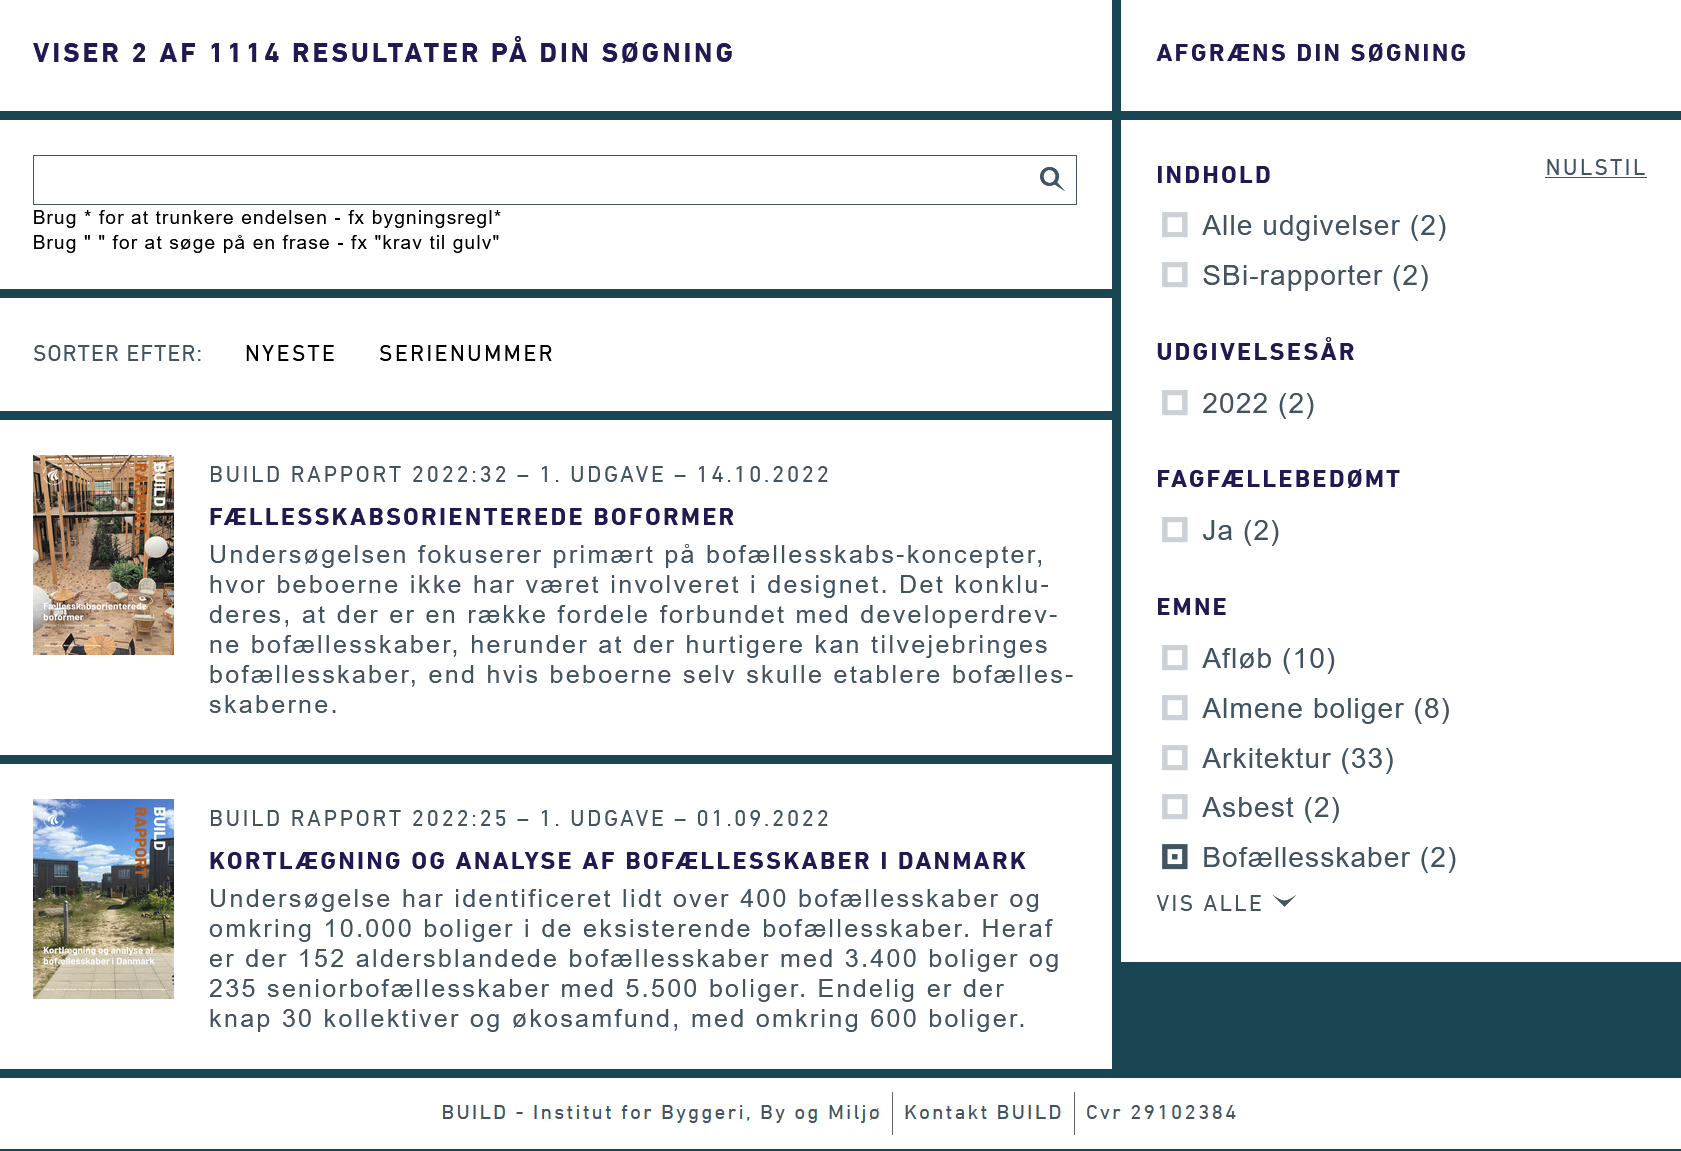 VISER 2 AF 1114 RESULTATER PÅ DIN SØGNING
Brug * for at trunkere endelsen - fx bygningsregl*
Brug " " for at søge på en frase - fx "krav til gulv"
SORTER EFTER: NYESTE SERIENUMMER
BUILD
RAPPORT
Fællesskabsorienterede
boformer
BUILD RAPPORT 2022:32 – 1. UDGAVE – 14.10.2022
FÆLLESSKABSORIENTEREDE BOFORMER
Undersøgelsen fokuserer primært på bofællesskabs-koncepter,
hvor beboerne ikke har været involveret i designet. Det konklu-
deres, at der er en række fordele forbundet med developerdrev-
ne bofællesskaber, herunder at der hurtigere kan tilvejebringes
bofællesskaber, end hvis beboerne selv skulle etablere bofælles-
skaberne.
BUILD
RAPPORT
Kortlægning og analyse af
bofællesskaber i Danmark
BUILD RAPPORT 2022:25 – 1. UDGAVE – 01.09.2022
KORTLÆGNING OG ANALYSE AF BOFÆLLESSKABER I DANMARK
Undersøgelse har identificeret lidt over 400 bofællesskaber og
omkring 10.000 boliger i de eksisterende bofællesskaber. Heraf
er der 152 aldersblandede bofællesskaber med 3.400 boliger og
235 seniorbofællesskaber med 5.500 boliger. Endelig er der
knap 30 kollektiver og økosamfund, med omkring 600 boliger.
AFGRÆNS DIN SØGNING
INDHOLD NULSTIL
Alle udgivelser (2)
SBi-rapporter (2)
UDGIVELSESÅR
2022 (2)
FAGFÆLLEBEDØMT
Ja (2)
EMNE
Afløb (10)
Almene boliger (8)
Arkitektur (33)
Asbest (2)
Bofællesskaber (2)
VIS ALLE
BUILD - Institut for Byggeri, By og Miljø Kontakt BUILD Cvr 29102384